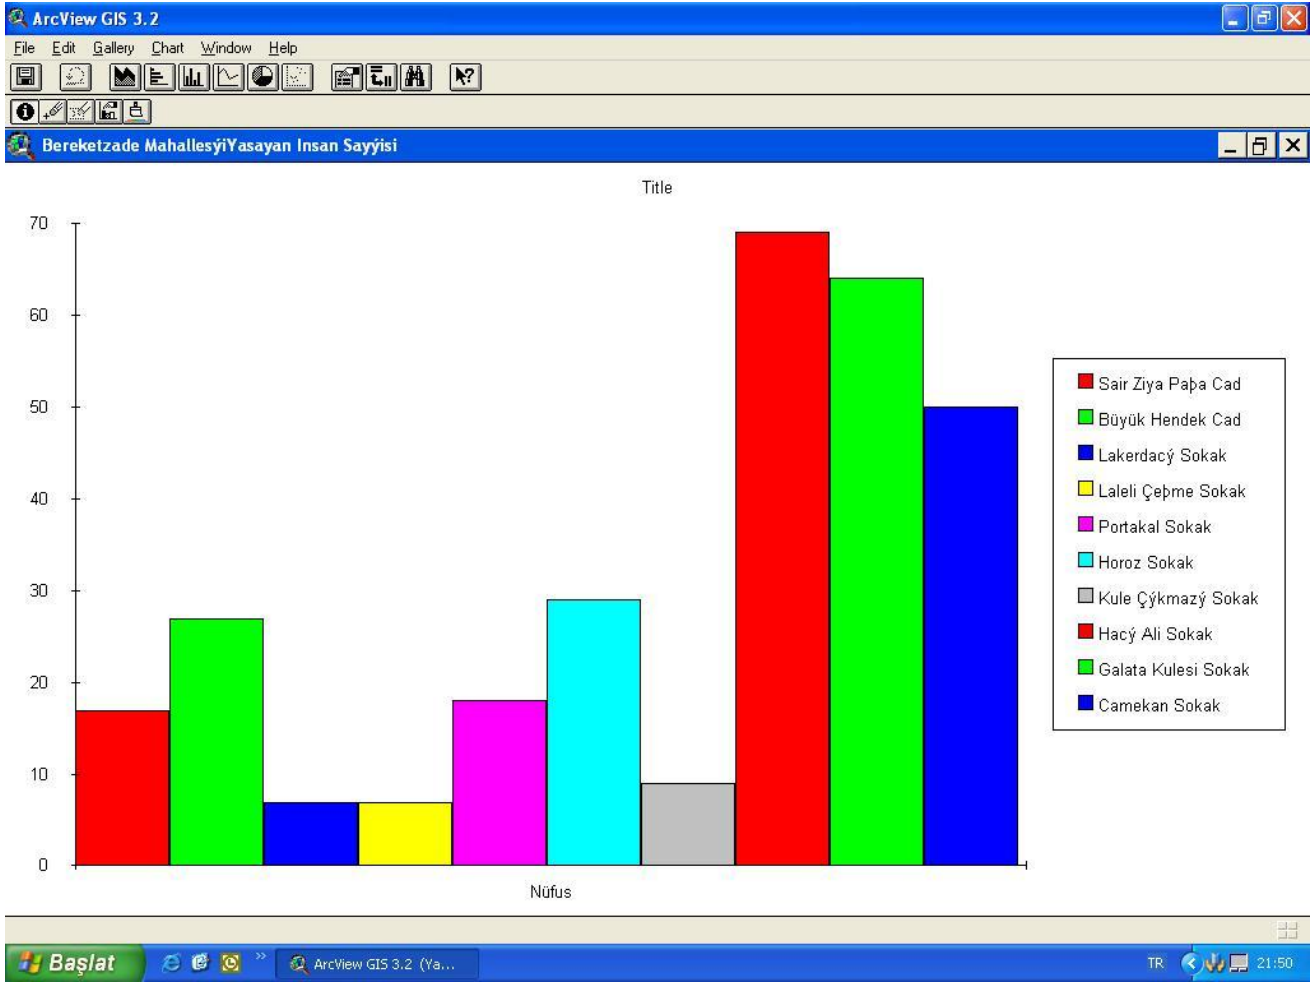 ArcView GIS 3.2
File Edit Gallery Chart Window Help
Bereketzade MahallesýiYasayan Insan Sayýisi
Title
70
60
50
40
30
20
10
0
Nüfus
Sair Ziya Paþa Cad
Büyük Hendek Cad
Lakerdacý Sokak
Laleli Çeþme Sokak
Portakal Sokak
Horoz Sokak
Kule Çýkmazý Sokak
Hacý Ali Sokak
Galata Kulesi Sokak
Camekan Sokak
Başlat » ArcView GIS 3.2 (Ya... TR 21:50